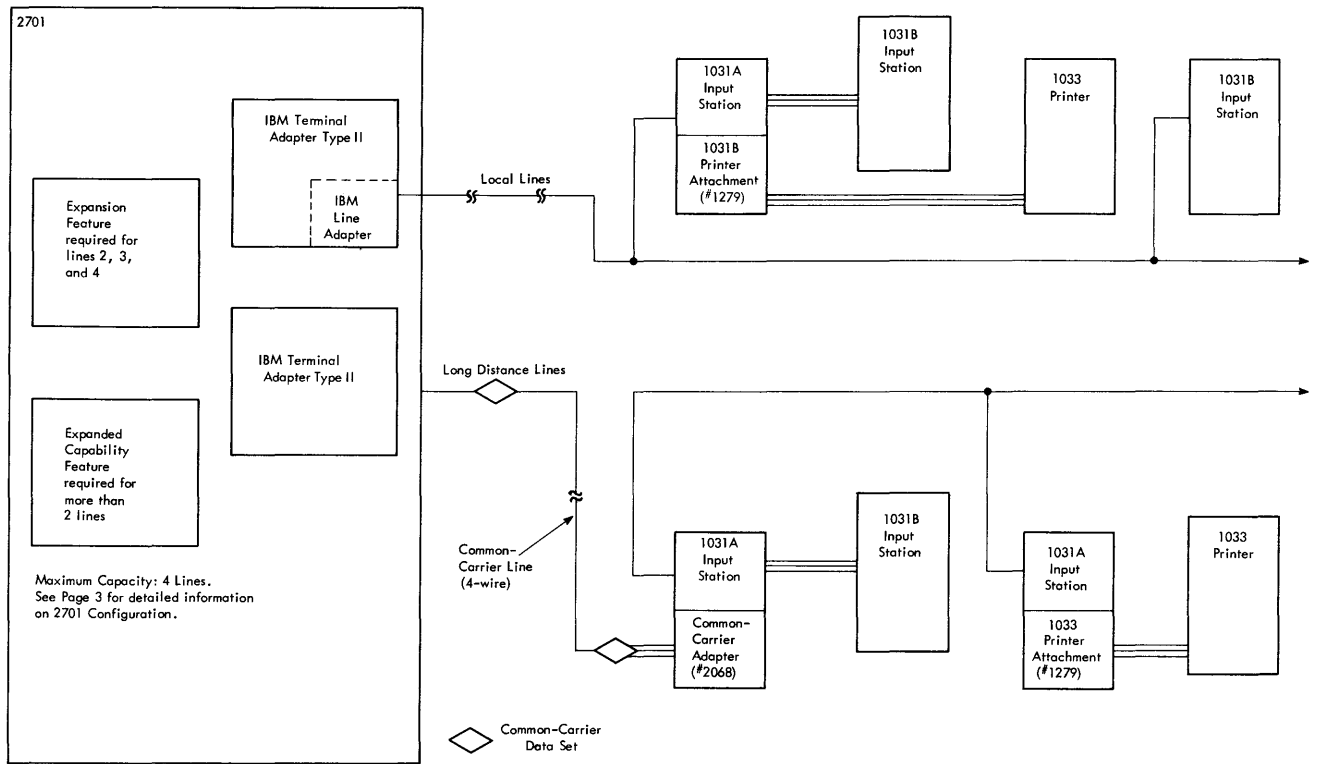 2701
IBM Terminal
Adapter Type II
IBM
Line
Adapter
Expansion
Feature
required for
lines 2, 3,
and 4
IBM Terminal
Adapter Type II
Expanded
Capability
Feature
required for
more than
2 lines
Maximum Capacity: 4 Lines.
See Page 3 for detailed information
on 2701 Configuration.
Local Lines
1031A
Input
Station
1031B
Printer
Attachment
(#1279)
1031B
Input
Station
1033
Printer
1031B
Input
Station
Long Distance Lines
Common-
Carrier Line
(4-wire)
1031A
Input
Station
Common-
Carrier
Adapter
(#2068)
1031B
Input
Station
1031A
Input
Station
1033
Printer
Attachment
(#1279)
1033
Printer
Common-Carrier
Data Set